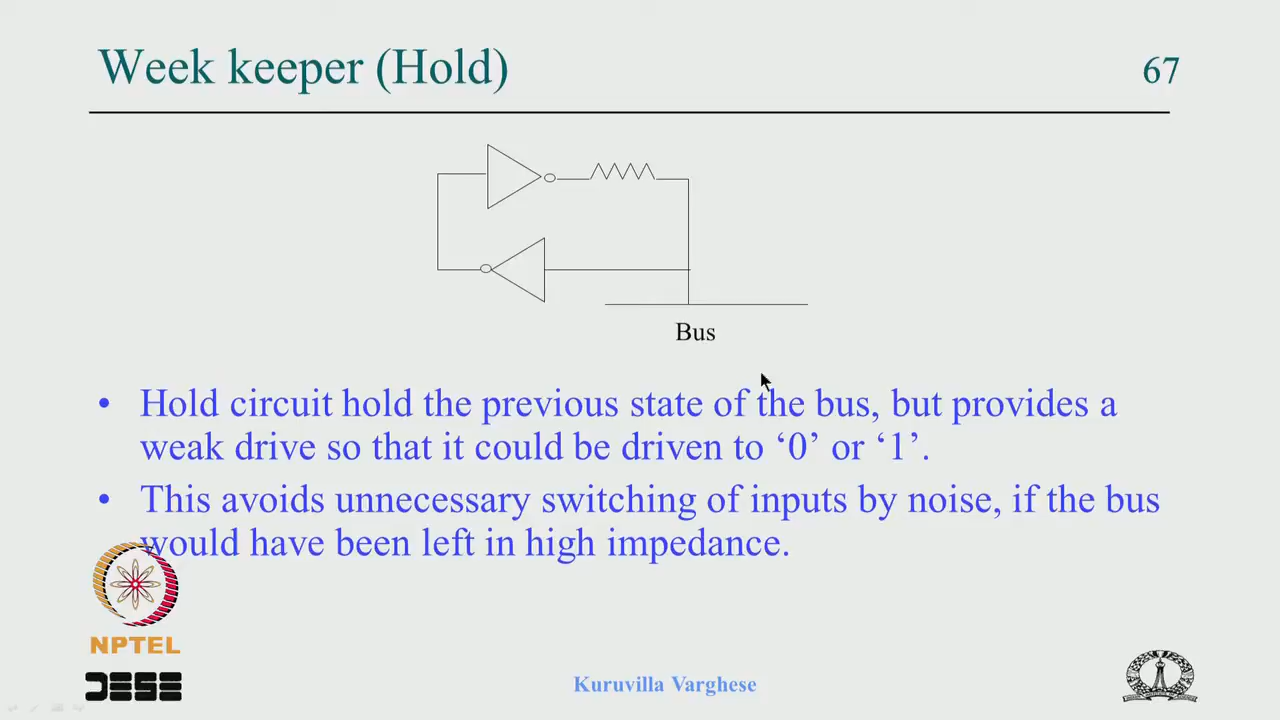 Week keeper (Hold)
67
Bus
• Hold circuit hold the previous state of the bus, but provides a
weak drive so that it could be driven to ‘0’ or ‘1’.
• This avoids unnecessary switching of inputs by noise, if the bus
would have been left in high impedance.
NPTEL
DESE
Kuruvilla Varghese